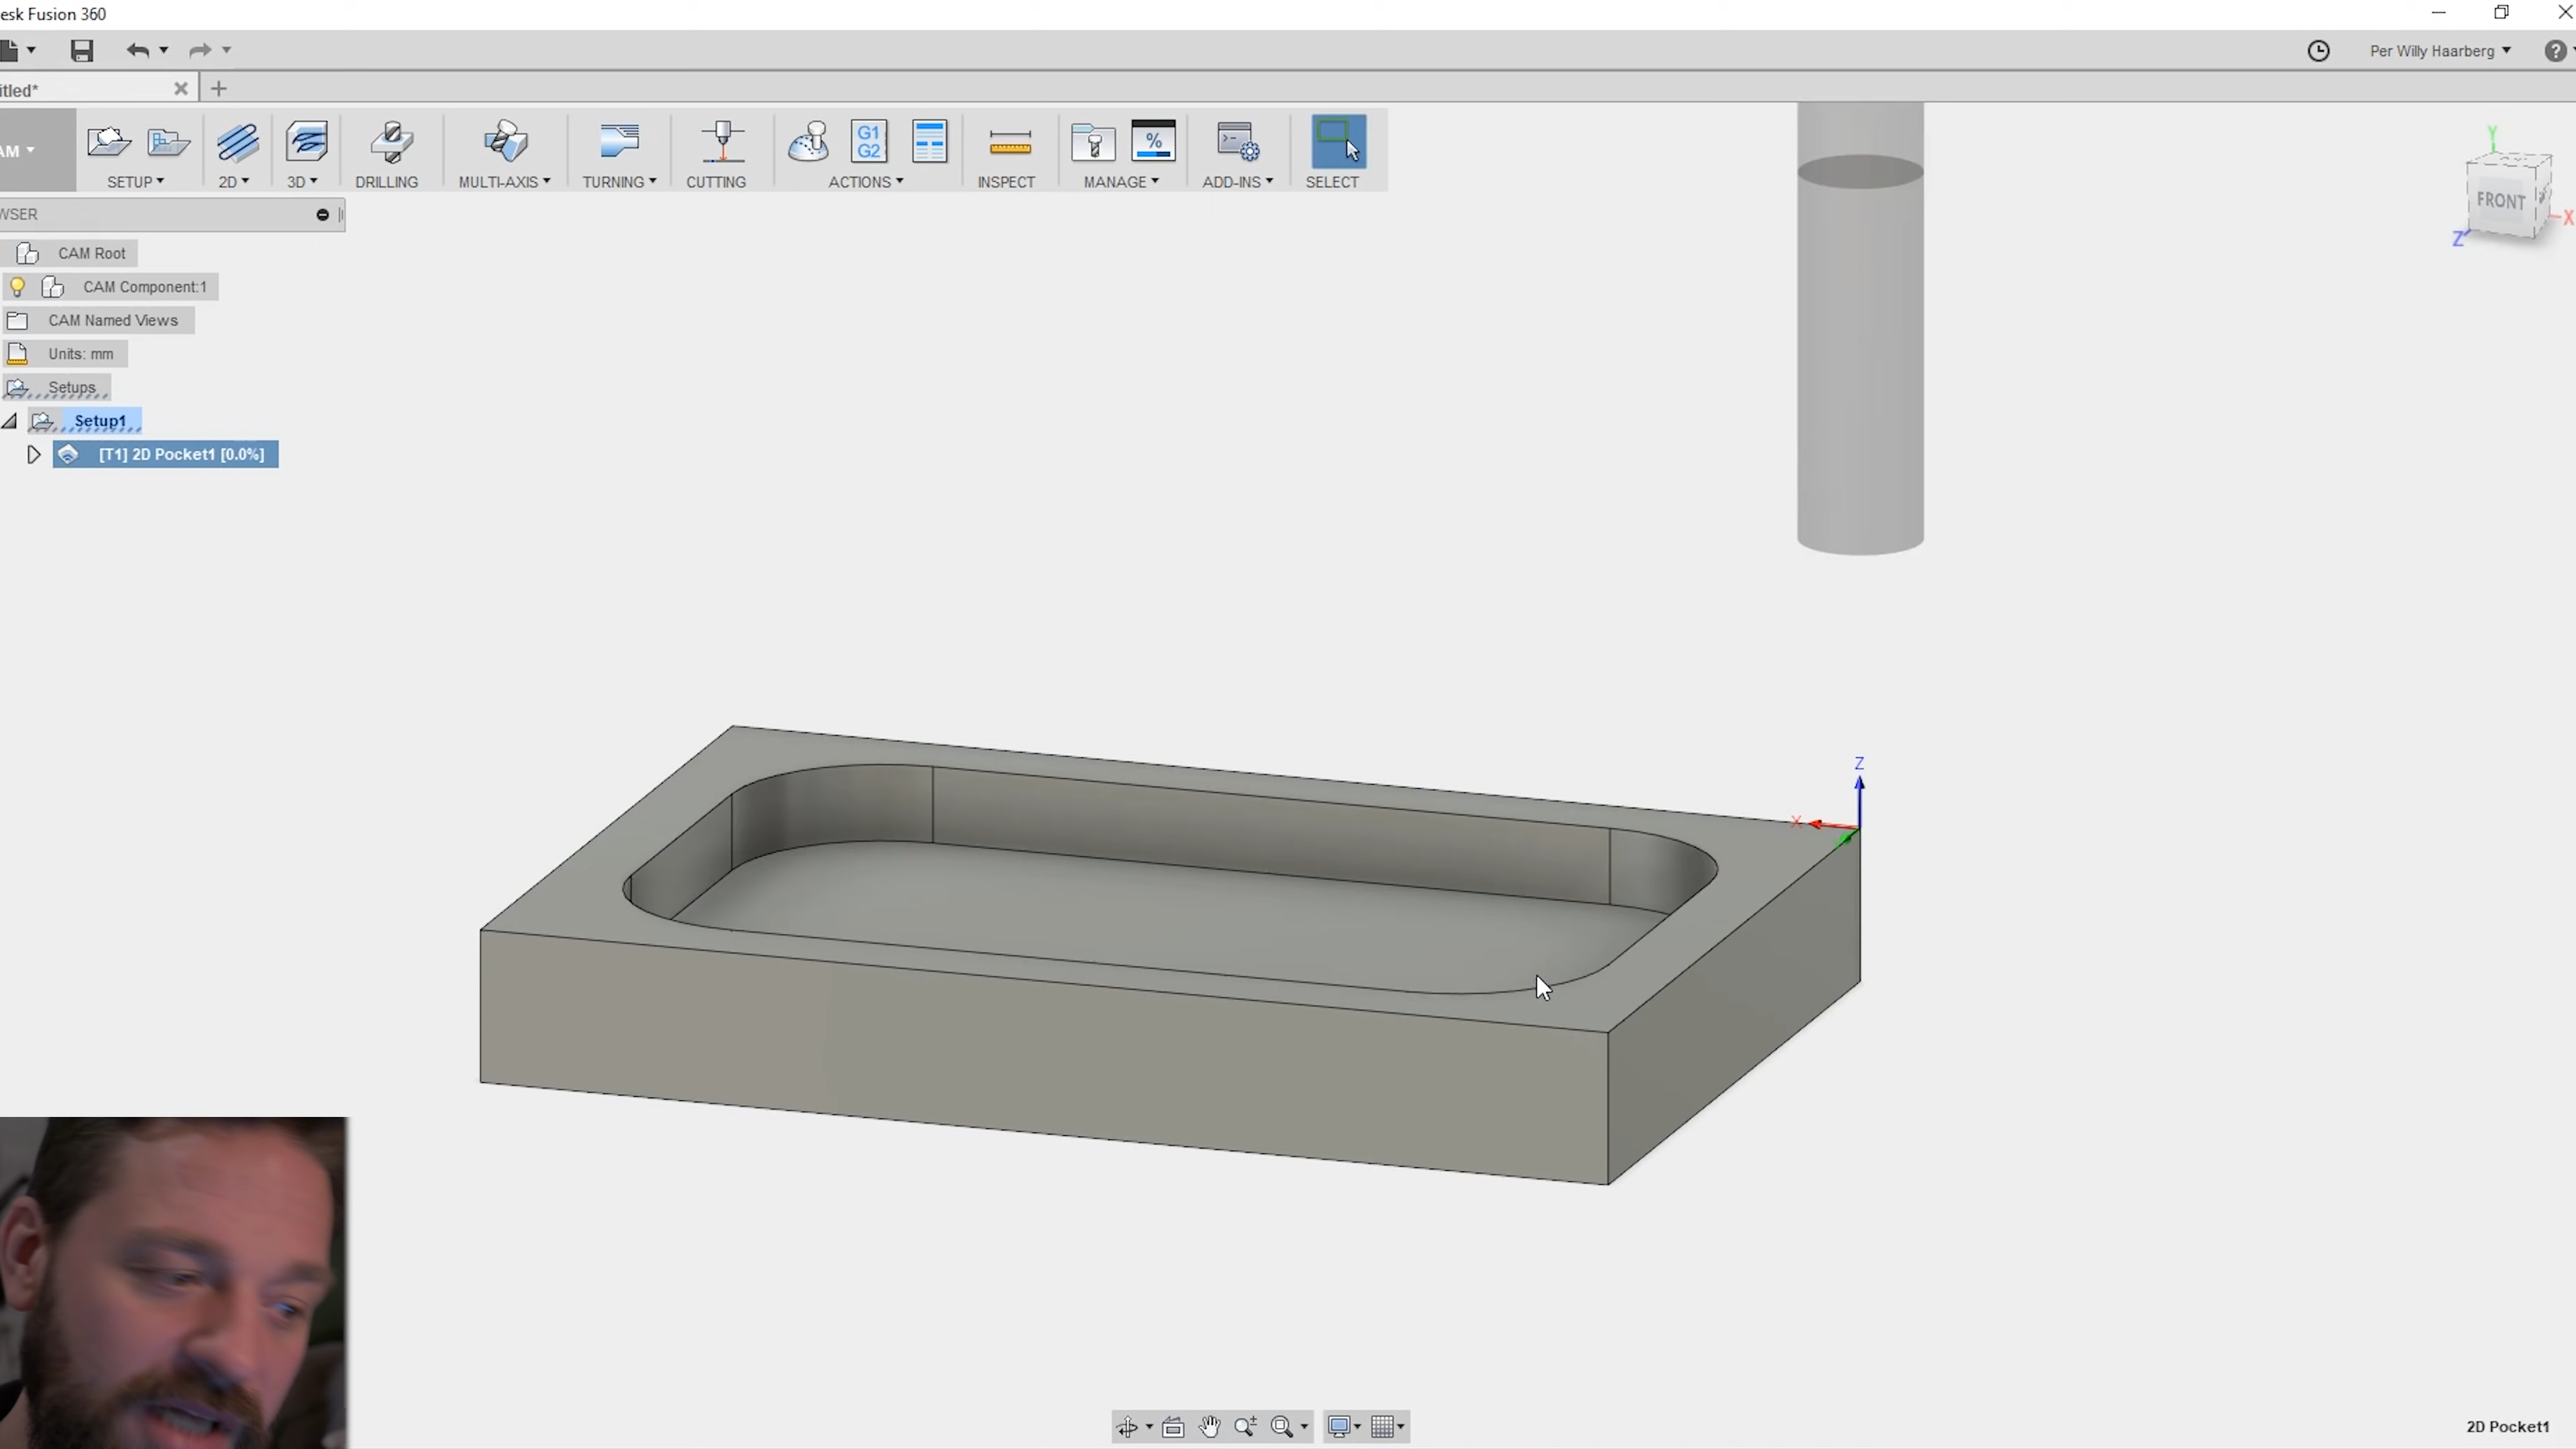 esk Fusion 360
Per Willy Haarberg
itled*
G1
G2
%
AM
SETUP
2D
3D
DRILLING
MULTI-AXIS
TURNING
CUTTING
ACTIONS
INSPECT
MANAGE
ADD-INS
SELECT
Y
FRONT
X
Z
WSER
CAM Root
CAM Component:1
CAM Named Views
Units: mm
Setups
Setup1
[T1] 2D Pocket1 [0.0%]
Z
X
2D Pocket1